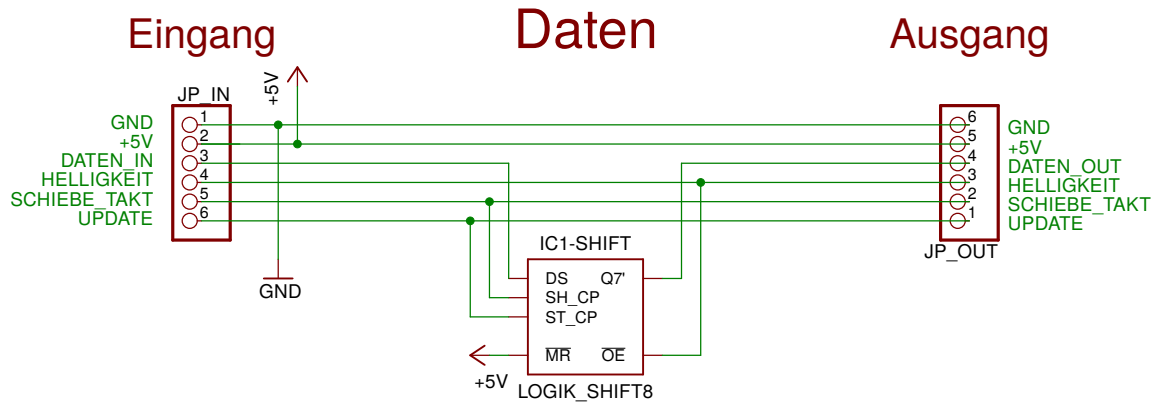 Eingang
Daten
Ausgang
+5V
JP_IN
GND 1
+5V 2
DATEN_IN 3
HELLIGKEIT 4
SCHIEBE_TAKT 5
UPDATE 6
6 GND
5 +5V
4 DATEN_OUT
3 HELLIGKEIT
2 SCHIEBE_TAKT
1 UPDATE
JP_OUT
GND
IC1-SHIFT
DS Q7'
SH_CP
ST_CP
MR OE
+5V
LOGIK_SHIFT8